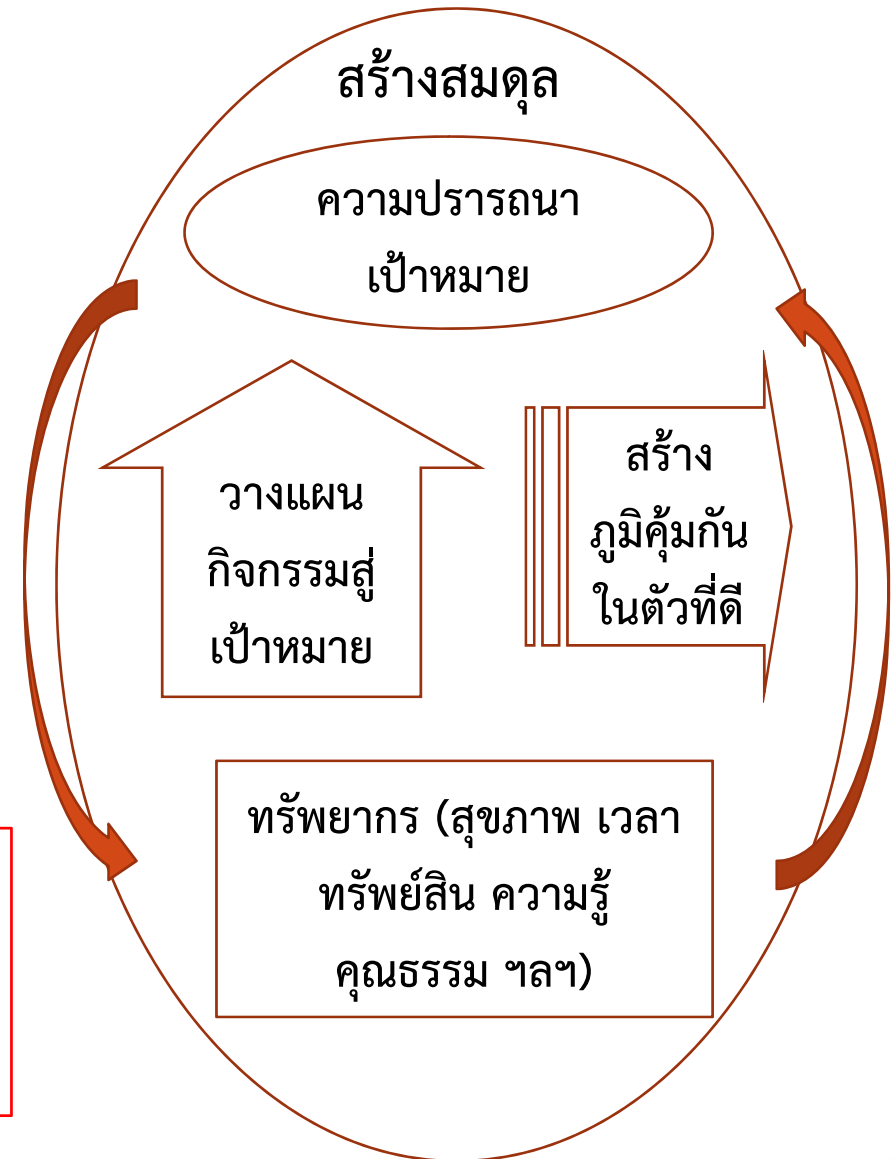 สร้างสมดุล
ความปรารถนา
เป้าหมาย
วางแผน
กิจกรรมสู่
เป้าหมาย
สร้าง
ภูมิคุ้มกัน
ในตัวที่ดี
ทรัพยากร (สุขภาพ เวลา
ทรัพย์สิน ความรู้
คุณธรรม ฯลฯ)